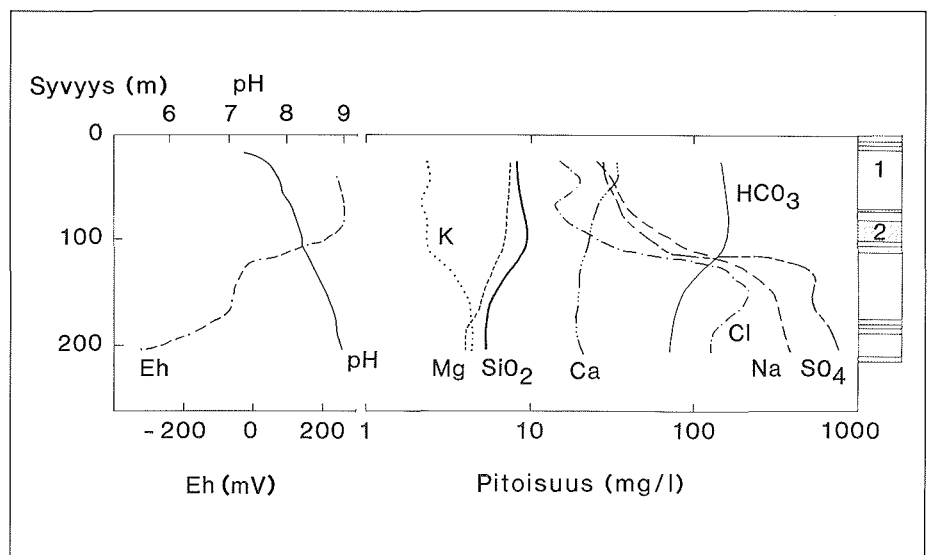 Syvyys (m) pH
6 7 8 9
0
100
200
1
2
HCO3
K
Eh pH Mg SiO2 Ca Cl Na SO4
-200 0 200 1 10 100 1000
Eh (mV) Pitoisuus (mg/l)